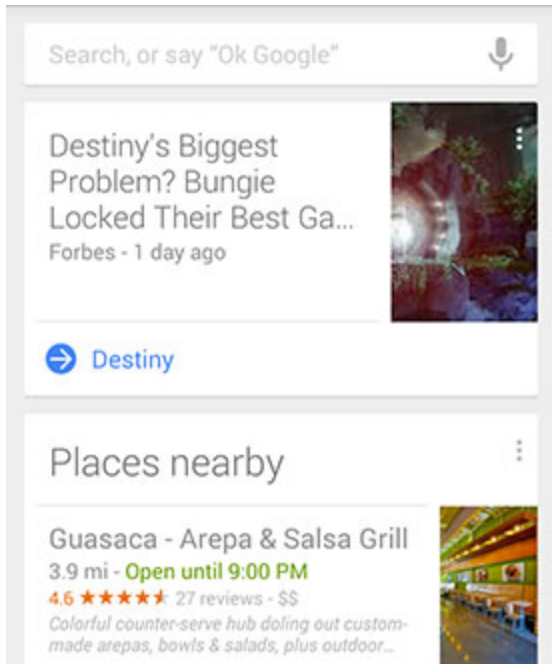 Search, or say “Ok Google”
Destiny's Biggest
Problem? Bungie
Locked Their Best Ga...
Forbes - 1 day ago
Destiny
Places nearby
Guasaca - Arepa & Salsa Grill
3.9 mi - Open until 9:00 PM
4.6 ★★★★★ 27 reviews - $$
Colorful counter-serve hub doling out custom-
made arepas, bowls & salads, plus outdoor...